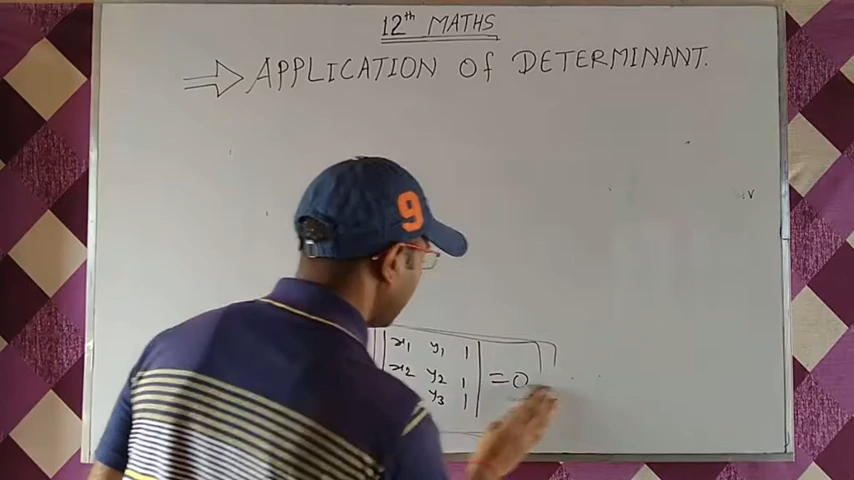 12th MATHS
⇒ APPLICATION of DETERMINANT.
9
x1 y1 1
x2 y2 1 = 0
y3 1